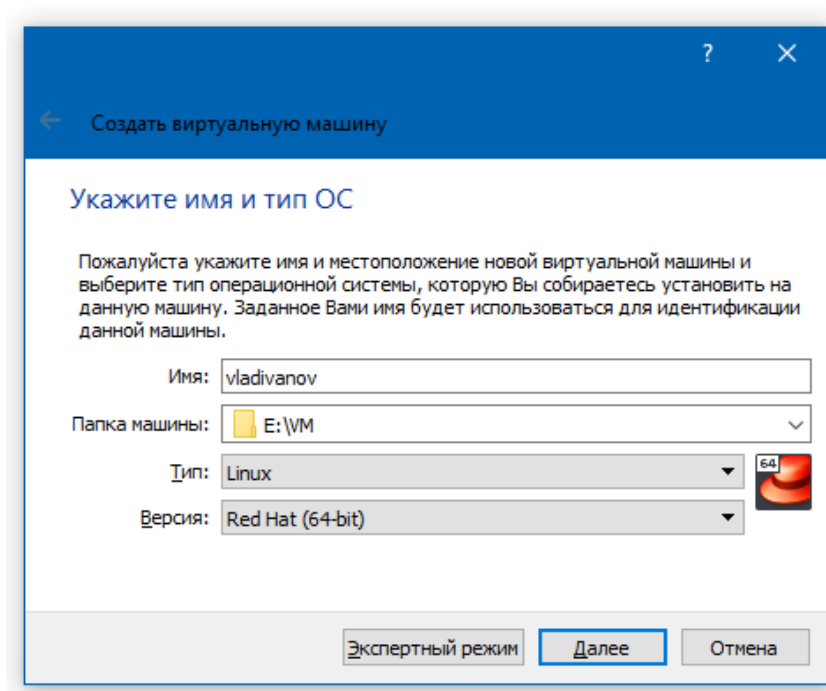 ?
Создать виртуальную машину
Укажите имя и тип ОС
Пожалуйста укажите имя и местоположение новой виртуальной машины и
выберите тип операционной системы, которую Вы собираетесь установить на
данную машину. Заданное Вами имя будет использоваться для идентификации
данной машины.
Имя: vladivanov
Папка машины: E:\VM
Тип: Linux
64
Версия: Red Hat (64-bit)
Экспертный режим Далее Отмена